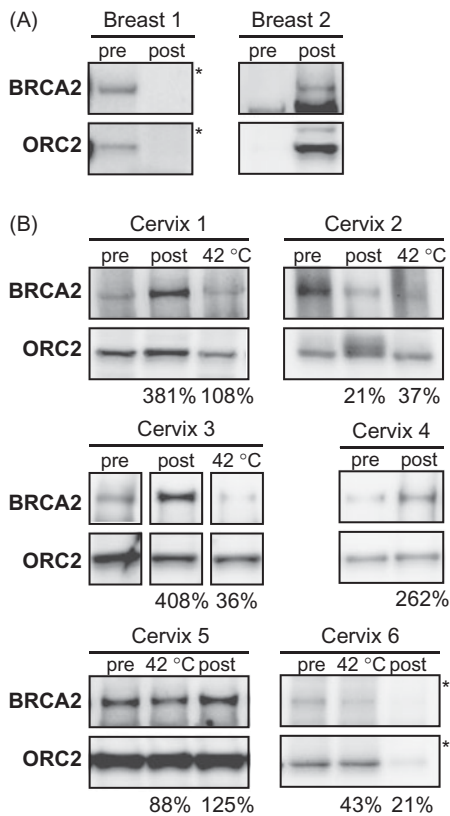 (A)
Breast 1 Breast 2
pre post pre post
BRCA2 *
ORC2 *
(B)
Cervix 1 Cervix 2
pre post 42 °C pre post 42 °C
BRCA2
ORC2
381% 108% 21% 37%
Cervix 3 Cervix 4
pre post 42 °C pre post
BRCA2
ORC2
408% 36% 262%
Cervix 5 Cervix 6
pre 42 °C post pre 42 °C post
BRCA2 *
ORC2 *
88% 125% 43% 21%